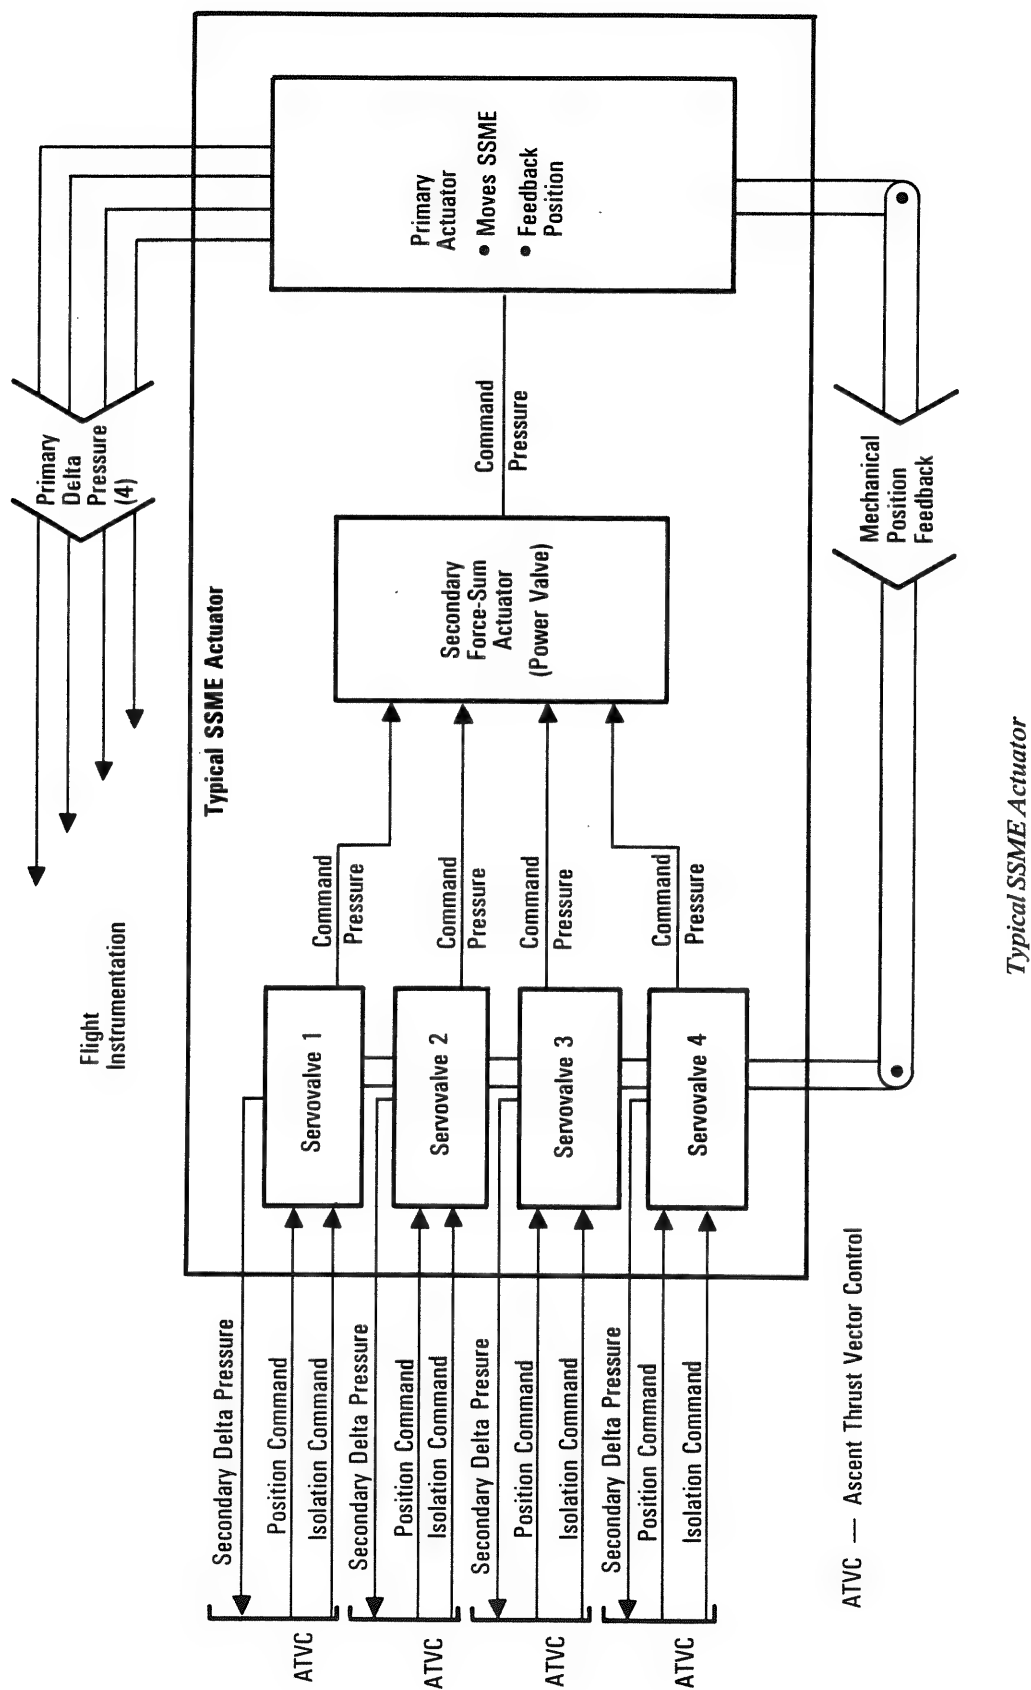 Primary
Delta
Pressure
(4)
Flight
Instrumentation
Typical SSME Actuator
Secondary Delta Pressure
Position Command
Isolation Command
ATVC
Servovalve 1
Command
Pressure
Secondary Delta Pressure
Position Command
Isolation Command
ATVC
Servovalve 2
Command
Pressure
Secondary Delta Presure
Position Command
Isolation Command
ATVC
Servovalve 3
Command
Pressure
Secondary Delta Pressure
Position Command
Isolation Command
ATVC
Servovalve 4
Command
Pressure
Secondary
Force-Sum
Actuator
(Power Valve)
Command
Pressure
Primary
Actuator
• Moves SSME
• Feedback
Position
Mechanical
Position
Feedback
ATVC — Ascent Thrust Vector Control
Typical SSME Actuator